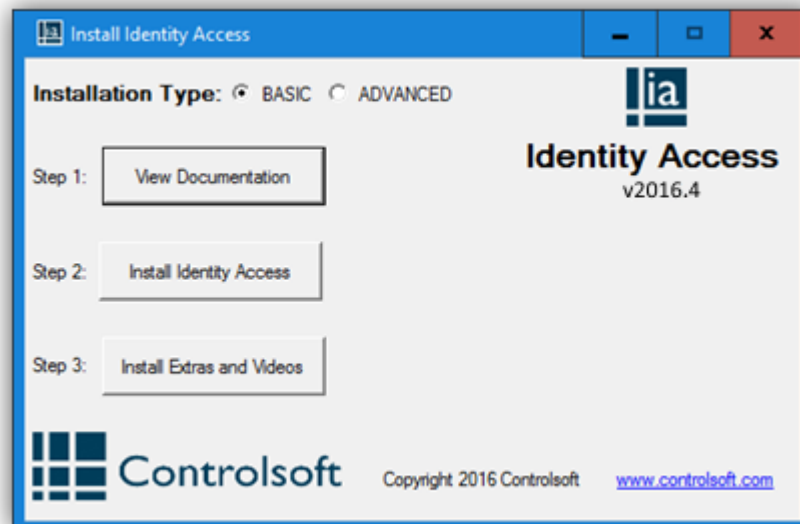 Install Identity Access
Installation Type: BASIC ADVANCED
ia
Identity Access
v2016.4
Step 1: View Documentation
Step 2: Install Identity Access
Step 3: Install Extras and Videos
Controlsoft Copyright 2016 Controlsoft www.controlsoft.com